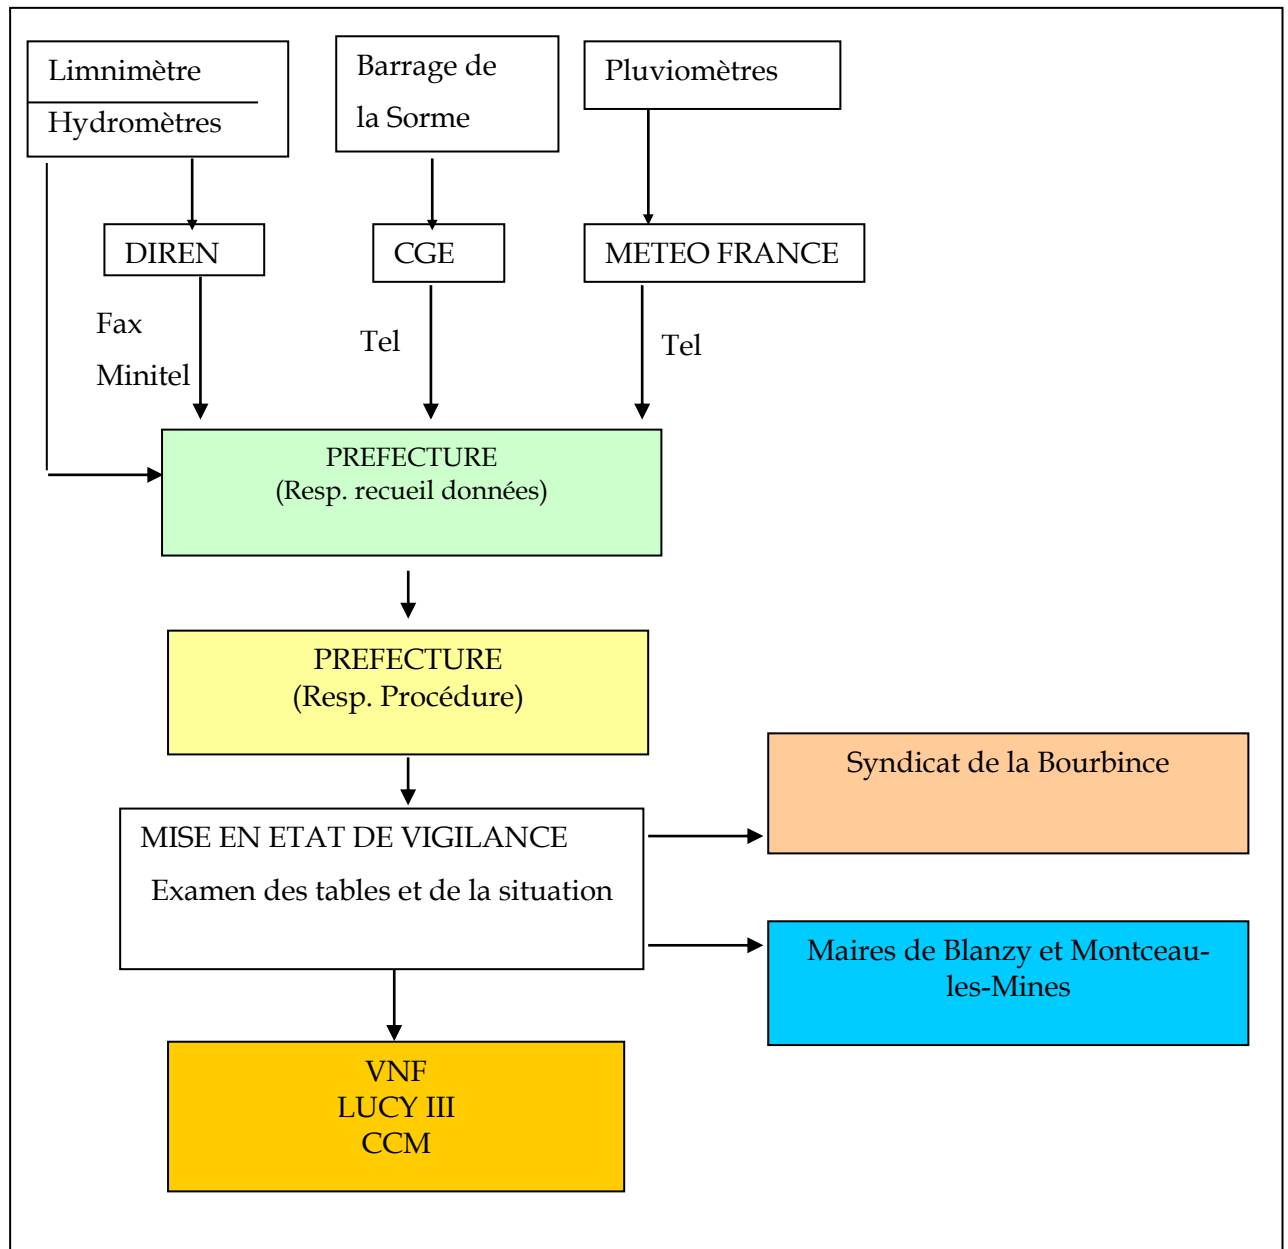 Limnimètre
Hydromètres
Barrage de
la Sorme
Pluviomètres
DIREN
CGE
METEO FRANCE
Fax
Minitel
Tel
Tel
PREFECTURE
(Resp. recueil données)
PREFECTURE
(Resp. Procédure)
Syndicat de la Bourbince
MISE EN ETAT DE VIGILANCE
Examen des tables et de la situation
Maires de Blanzy et Montceau-
les-Mines
VNF
LUCY III
CCM